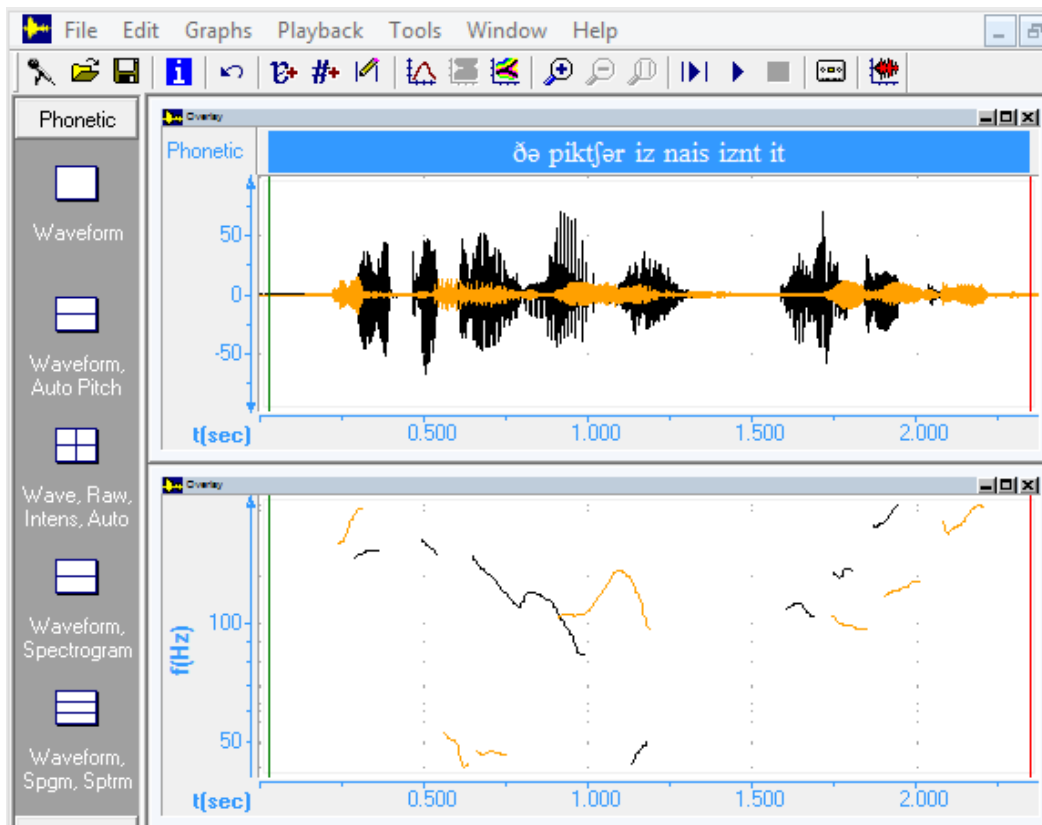 File Edit Graphs Playback Tools Window Help
Phonetic
Waveform
Waveform,
Auto Pitch
Wave, Raw,
Intens, Auto
Waveform,
Spectrogram
Waveform,
Spgm, Sptrm
Overlay
Phonetic ðə piktʃər iz nais iznt it
50
0
-50
t(sec) 0.500 1.000 1.500 2.000
Overlay
100
f(Hz)
50
t(sec) 0.500 1.000 1.500 2.000